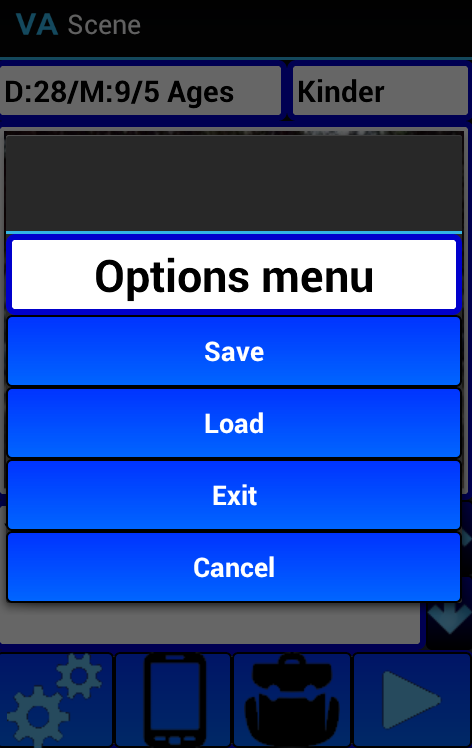 VA Scene
D:28/M:9/5 Ages
Kinder
Options menu
Save
Load
Exit
Cancel